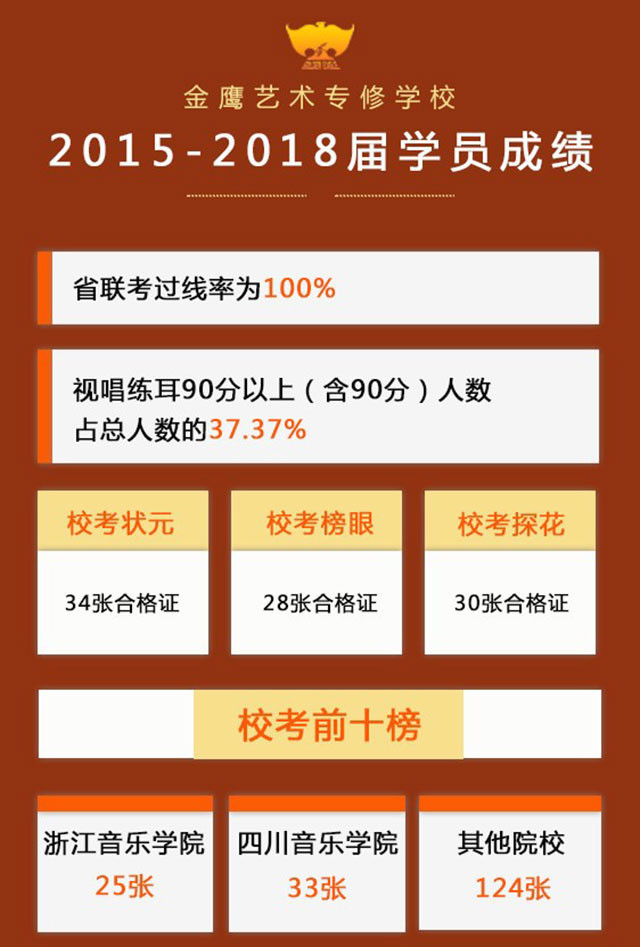 金鹰艺术专修学校
2015-2018届学员成绩
省联考过线率为100%
视唱练耳90分以上（含90分）人数
占总人数的37.37%
校考状元
校考榜眼
校考探花
34张合格证
28张合格证
30张合格证
校考前十榜
浙江音乐学院
四川音乐学院
其他院校
25张
33张
124张